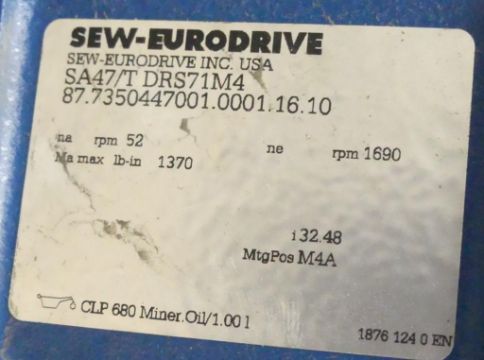 SEW-EURODRIVE
SEW-EURODRIVE INC. USA
SA47/T DRS71M4
87.7350447001.0001.16.10
na rpm 52 ne rpm 1690
Ma max lb-in 1370
i 32.48
MtgPos M4A
CLP 680 Miner.Oil/1.00 l
1876 124 0 EN